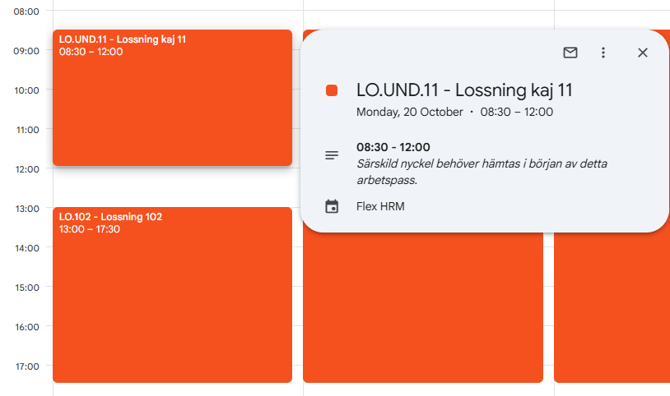 08:00
09:00
10:00
11:00
12:00
13:00
14:00
15:00
16:00
17:00
LO.UND.11 - Lossning kaj 11
08:30 – 12:00
LO.102 - Lossning 102
13:00 – 17:30
LO.UND.11 - Lossning kaj 11
Monday, 20 October · 08:30 – 12:00
08:30 - 12:00
Särskild nyckel behöver hämtas i början av detta
arbetspass.
Flex HRM